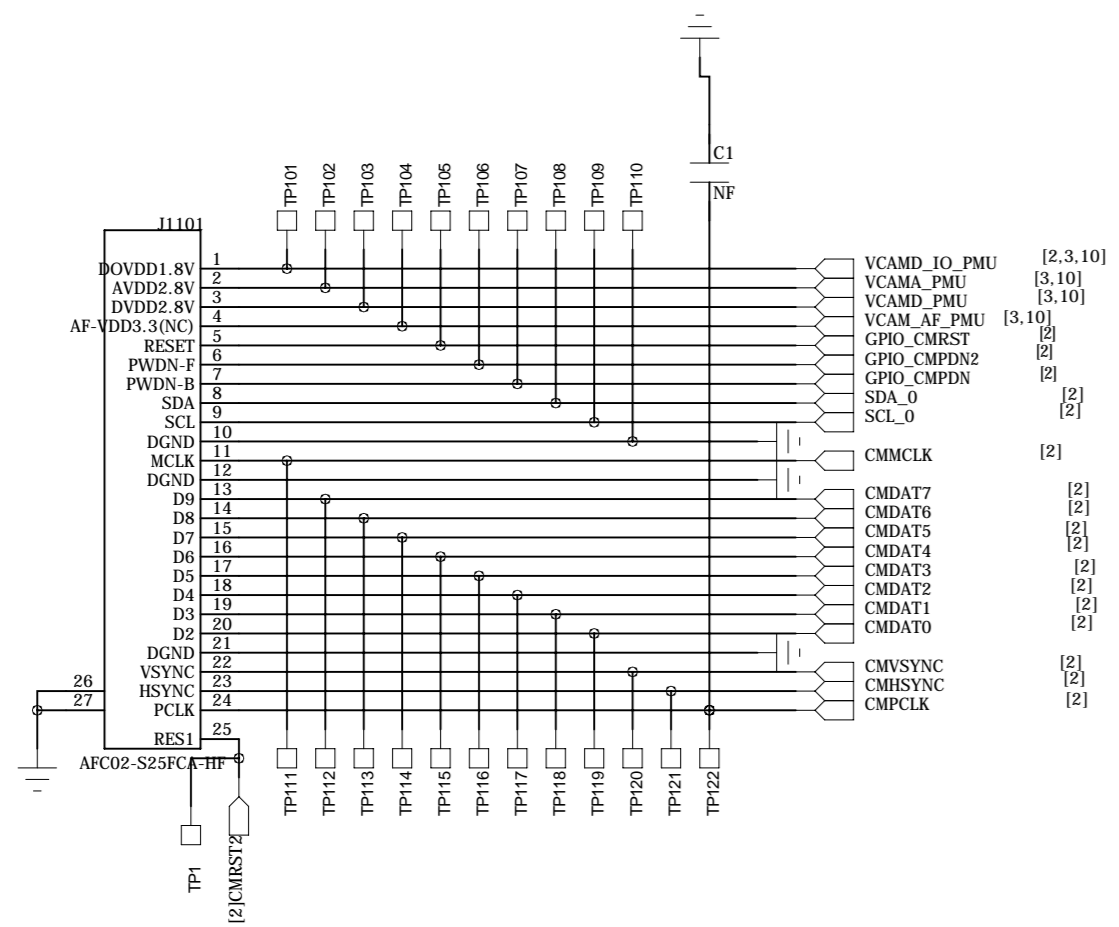 C1
NF
TP101
TP102
TP103
TP104
TP105
TP106
TP107
TP108
TP109
TP110
J1101
DOVDD1.8V 1 VCAMD_IO_PMU [2,3,10]
AVDD2.8V 2 VCAMA_PMU [3,10]
DVDD2.8V 3 VCAMD_PMU [3,10]
AF-VDD3.3(NC) 4 VCAM_AF_PMU [3,10]
RESET 5 GPIO_CMRST [2]
PWDN-F 6 GPIO_CMPDN2 [2]
PWDN-B 7 GPIO_CMPDN [2]
SDA 8 SDA_0 [2]
SCL 9 SCL_0 [2]
DGND 10
MCLK 11 CMMCLK [2]
DGND 12
D9 13 CMDAT7 [2]
D8 14 CMDAT6 [2]
D7 15 CMDAT5 [2]
D6 16 CMDAT4 [2]
D5 17 CMDAT3 [2]
D4 18 CMDAT2 [2]
D3 19 CMDAT1 [2]
D2 20 CMDAT0 [2]
DGND 21
VSYNC 22 CMVSYNC [2]
26 HSYNC 23 CMHSYNC [2]
27 PCLK 24 CMPCLK [2]
RES1 25
AFC02-S25FCA-HF
TP111
TP112
TP113
TP114
TP115
TP116
TP117
TP118
TP119
TP120
TP121
TP122
TP1
[2]CMRST2